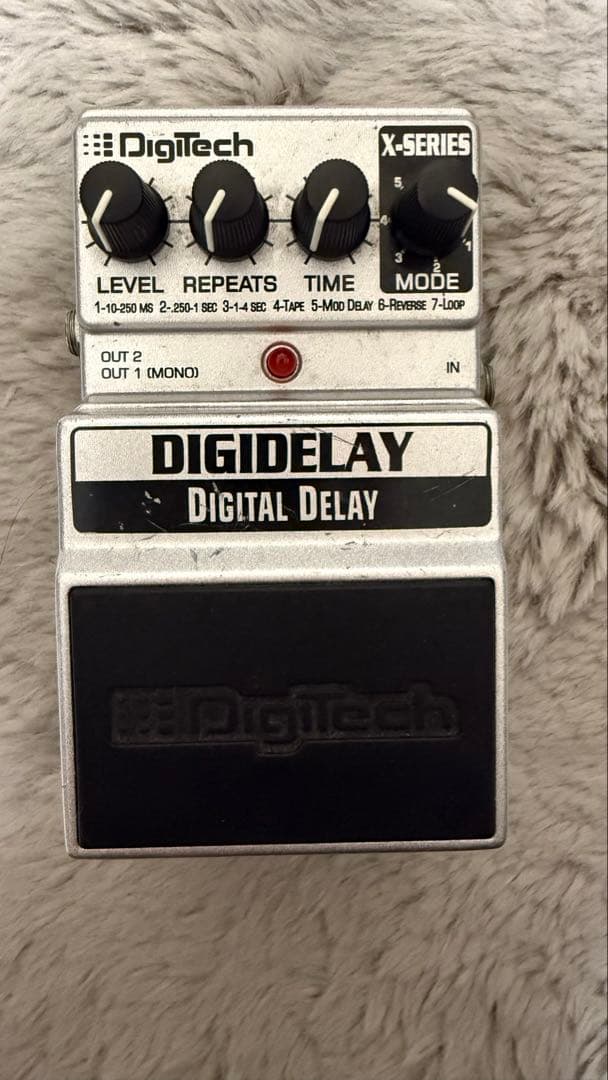 DigiTech
X-SERIES
5
4
3
2
1
LEVEL REPEATS TIME MODE
1-10-250 MS 2-.250-1 SEC 3-1-4 SEC 4-TAPE 5-MOD DELAY 6-REVERSE 7-LOOP
OUT 2
OUT 1 (MONO)
IN
DIGIDELAY
DIGITAL DELAY
DigiTech